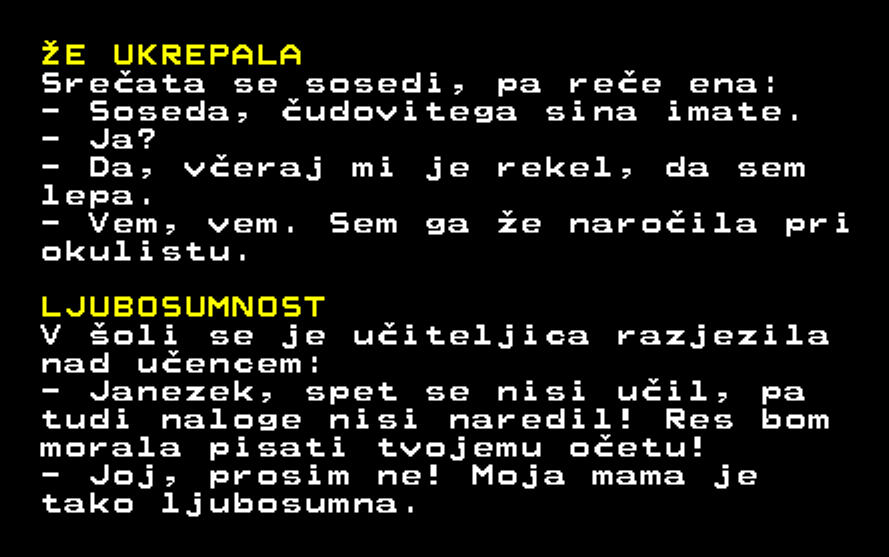 ŽE UKREPALA
Srečata se sosedi, pa reče ena:
- Soseda, čudovitega sina imate.
- Ja?
- Da, včeraj mi je rekel, da sem
lepa.
- Vem, vem. Sem ga že naročila pri
okulistu.
LJUBOSUMNOST
V šoli se je učiteljica razjezila
nad učencem:
- Janezek, spet se nisi učil, pa
tudi naloge nisi naredil! Res bom
morala pisati tvojemu očetu!
- Joj, prosim ne! Moja mama je
tako ljubosumna.